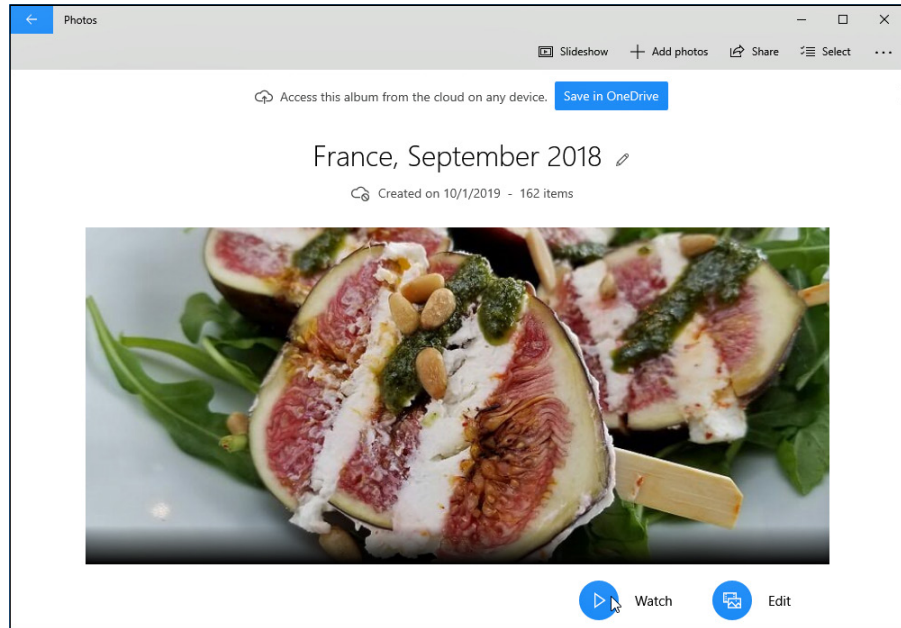 Photos
Slideshow Add photos Share Select
Access this album from the cloud on any device. Save in OneDrive
France, September 2018
Created on 10/1/2019 - 162 items
Watch Edit